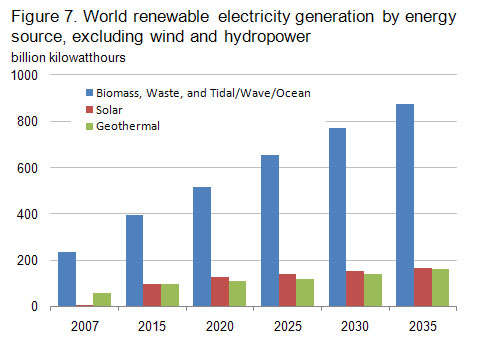 Figure 7. World renewable electricity generation by energy
source, excluding wind and hydropower
billion kilowatthours
1000
Biomass, Waste, and Tidal/Wave/Ocean
Solar
Geothermal
800
600
400
200
0
2007 2015 2020 2025 2030 2035